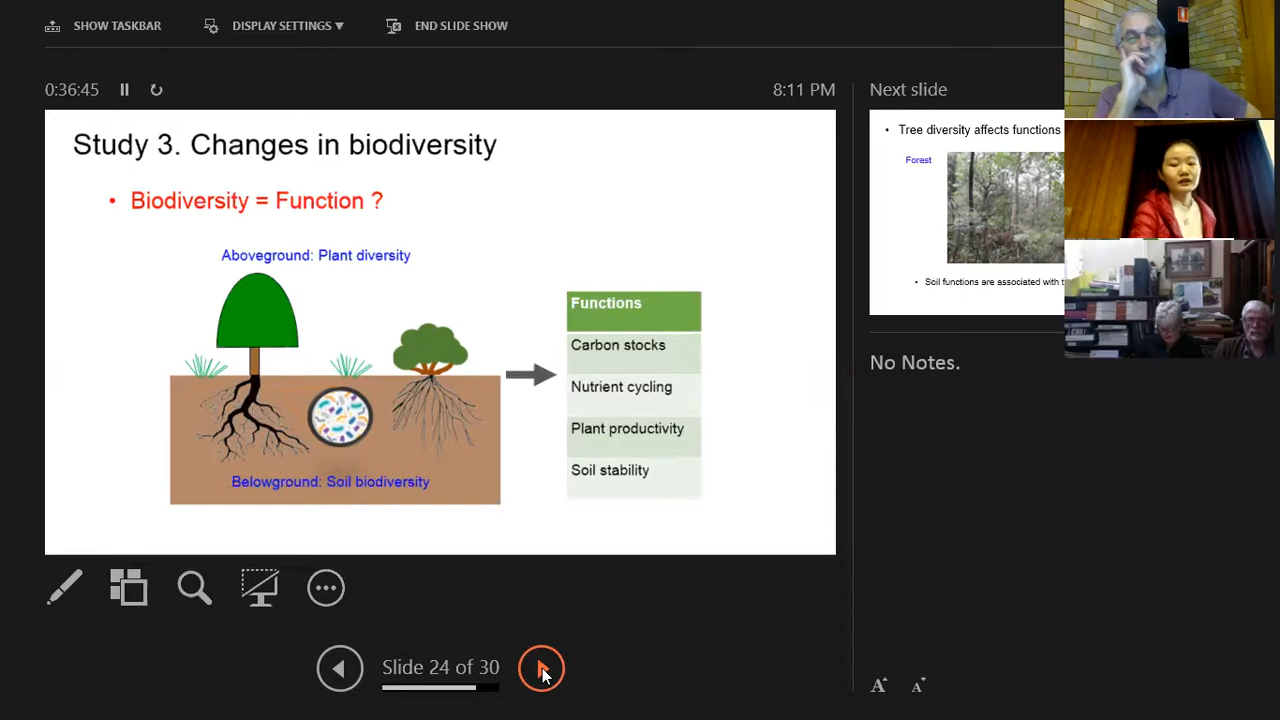 SHOW TASKBAR
DISPLAY SETTINGS ▼
END SLIDE SHOW
0:36:45
8:11 PM
Study 3. Changes in biodiversity
• Biodiversity = Function ?
Aboveground: Plant diversity
Belowground: Soil biodiversity
Functions
Carbon stocks
Nutrient cycling
Plant productivity
Soil stability
Next slide
• Tree diversity affects functions
Forest
• Soil functions are associated with
No Notes.
Slide 24 of 30
A A